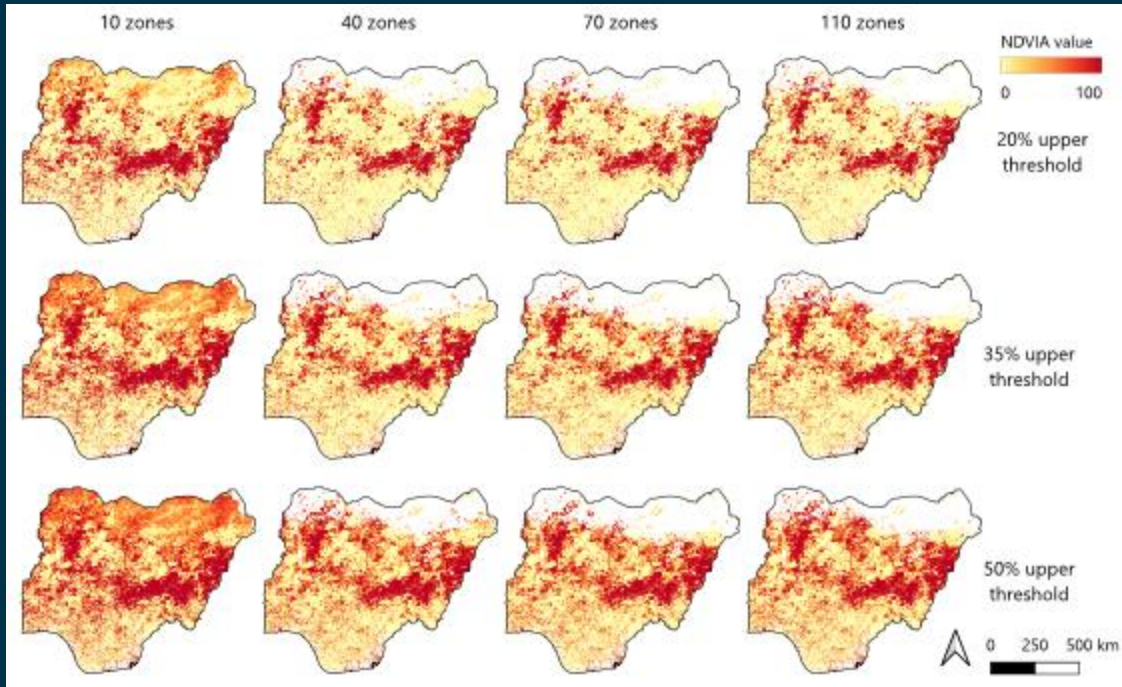 10 zones
40 zones
70 zones
110 zones
NDVIA value
0 100
20% upper
threshold
35% upper
threshold
50% upper
threshold
0 250 500 km